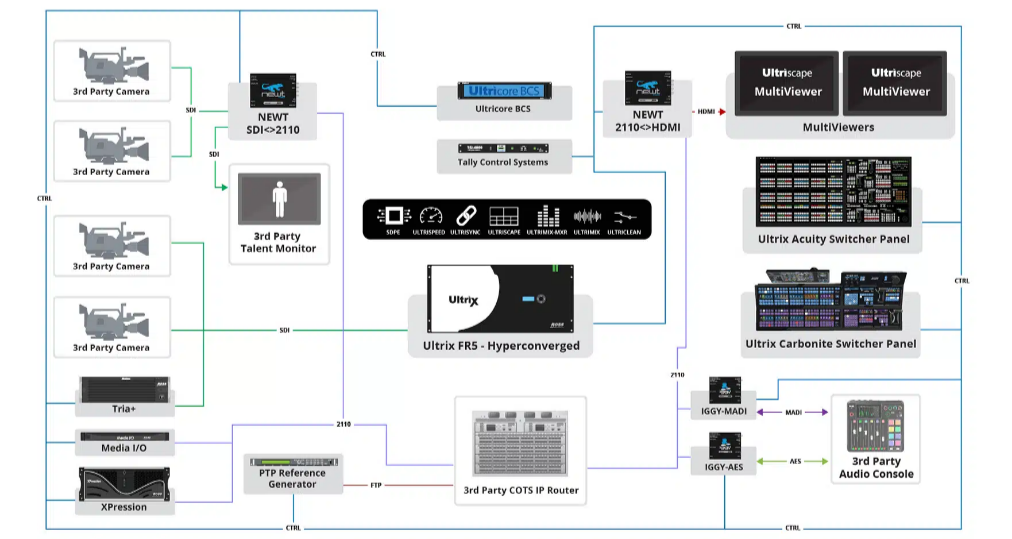 CTRL
CTRL
3rd Party Camera
SDI
NEWT
SDI<>2110
Ultricore BCS
Ultricore BCS
newt
NEWT
2110<>HDMI
HDMI
Ultriscape
MultiViewer
Ultriscape
MultiViewer
MultiViewers
3rd Party Camera
SDI
Tally Control Systems
CTRL
3rd Party
Talent Monitor
SDPE
ULTRISPEED
ULTRISYNC
ULTRISCAPE
ULTRIMIX-MXR
ULTRIMIX
ULTRICLEAN
Ultrix Acuity Switcher Panel
3rd Party Camera
CTRL
Ultrix
SDI
Ultrix FR5 - Hyperconverged
Ultrix Carbonite Switcher Panel
3rd Party Camera
2110
Tria+
IGGY-MADI
MADI
2110
Media I/O
Media I/O
IGGY-AES
AES
3rd Party
Audio Console
PTP Reference
Generator
FTP
3rd Party COTS IP Router
XPression
CTRL
CTRL